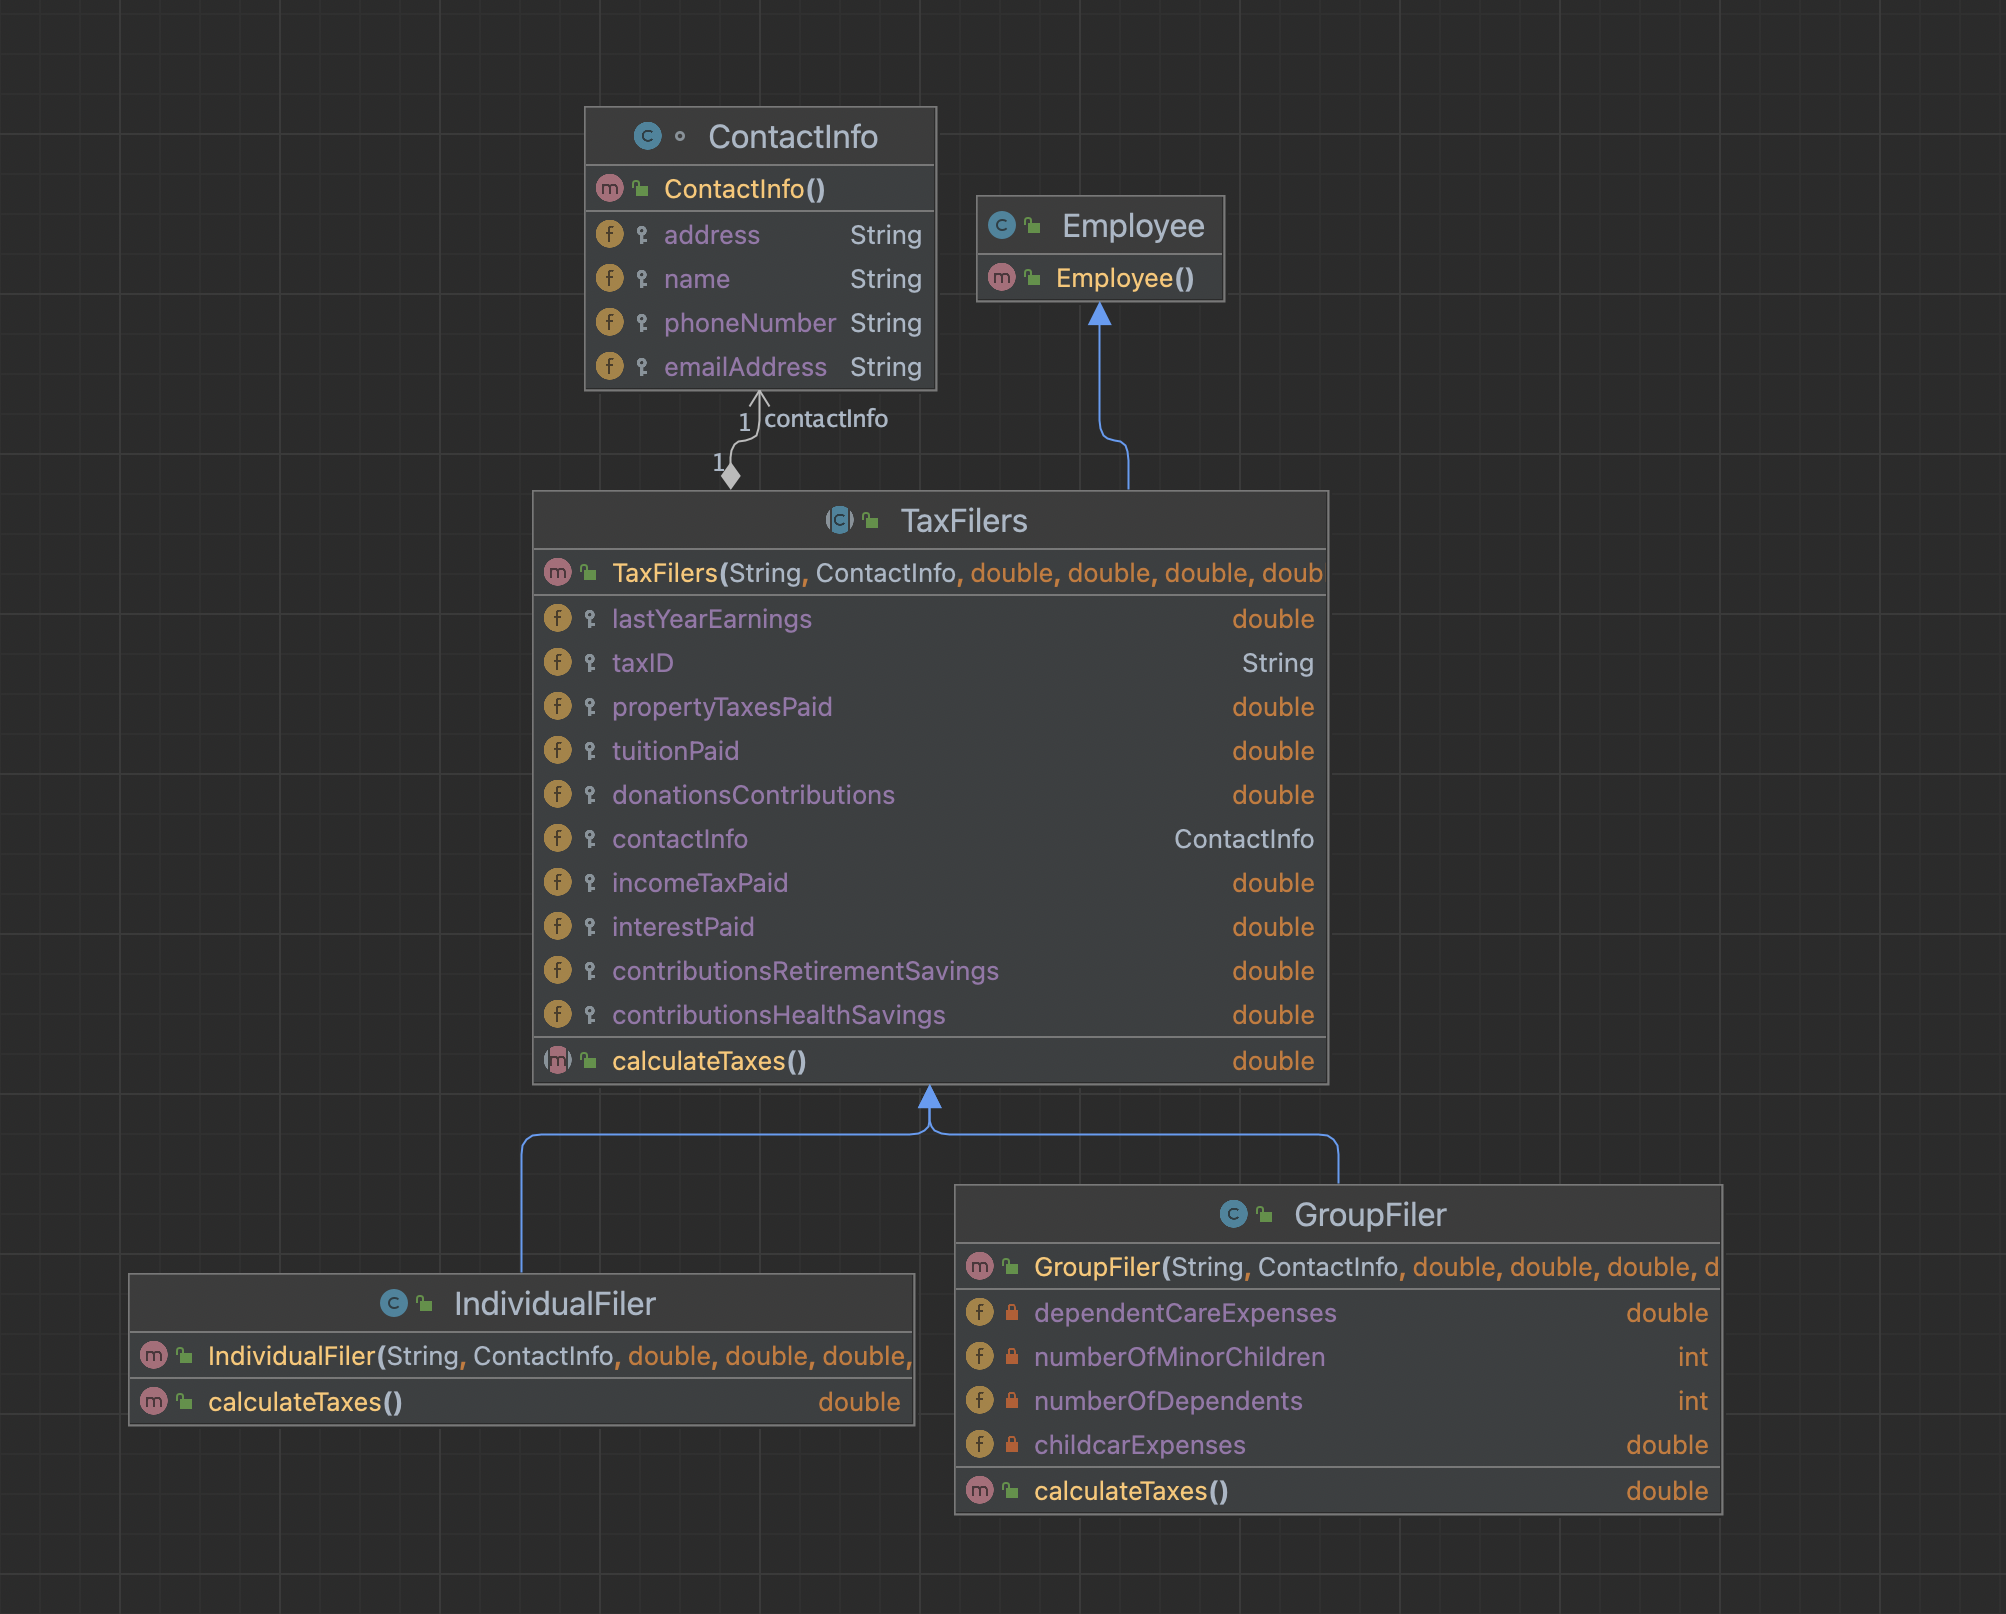 ContactInfo
ContactInfo()
address String
name String
phoneNumber String
emailAddress String
Employee
Employee()
1 contactInfo
1
TaxFilers
TaxFilers(String, ContactInfo, double, double, double, doub
lastYearEarnings double
taxID String
propertyTaxesPaid double
tuitionPaid double
donationsContributions double
contactInfo ContactInfo
incomeTaxPaid double
interestPaid double
contributionsRetirementSavings double
contributionsHealthSavings double
calculateTaxes() double
IndividualFiler
IndividualFiler(String, ContactInfo, double, double, double,
calculateTaxes() double
GroupFiler
GroupFiler(String, ContactInfo, double, double, double, d
dependentCareExpenses double
numberOfMinorChildren int
numberOfDependents int
childcarExpenses double
calculateTaxes() double